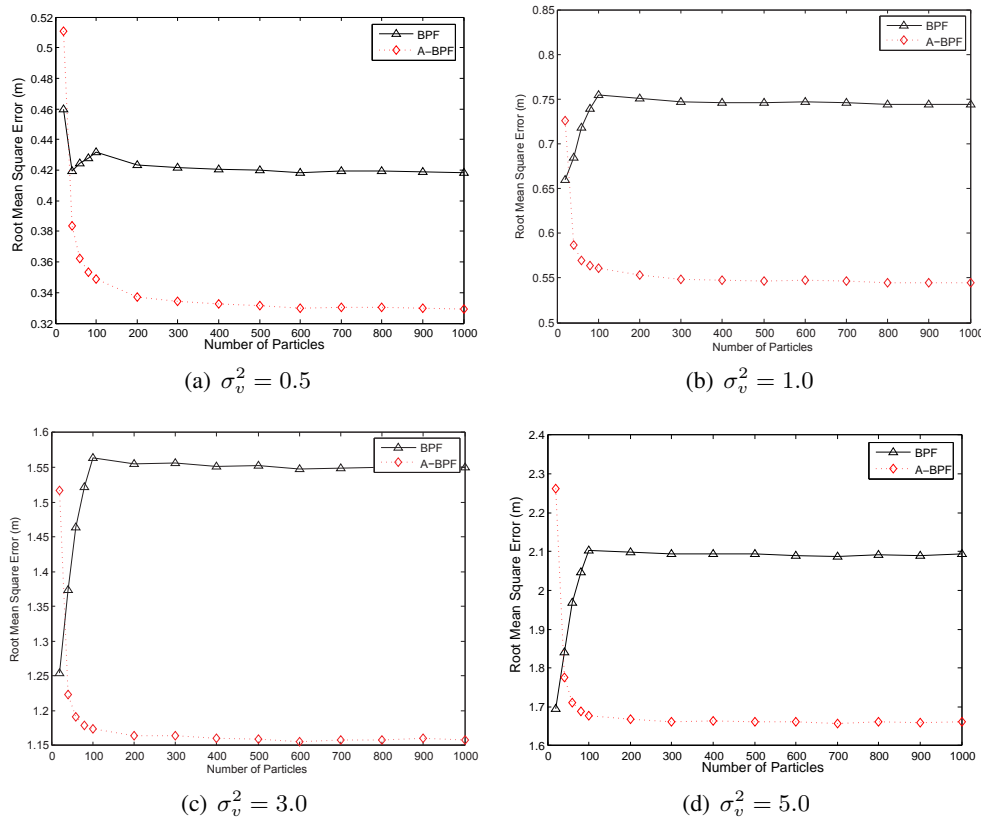 0.52
0.5
0.48
0.46
0.44
0.42
0.4
0.38
0.36
0.34
0.32
Root Mean Square Error (m)
BPF
A−BPF
0 100 200 300 400 500 600 700 800 900 1000
Number of Particles
(a) σ_v^2 = 0.5
0.85
0.8
0.75
0.7
0.65
0.6
0.55
0.5
Root Mean Square Error (m)
BPF
A−BPF
0 100 200 300 400 500 600 700 800 900 1000
Number of Particles
(b) σ_v^2 = 1.0
1.6
1.55
1.5
1.45
1.4
1.35
1.3
1.25
1.2
1.15
Root Mean Square Error (m)
BPF
A−BPF
0 100 200 300 400 500 600 700 800 900 1000
Number of Particles
(c) σ_v^2 = 3.0
2.4
2.3
2.2
2.1
2
1.9
1.8
1.7
1.6
Root Mean Square Error (m)
BPF
A−BPF
0 100 200 300 400 500 600 700 800 900 1000
Number of Particles
(d) σ_v^2 = 5.0